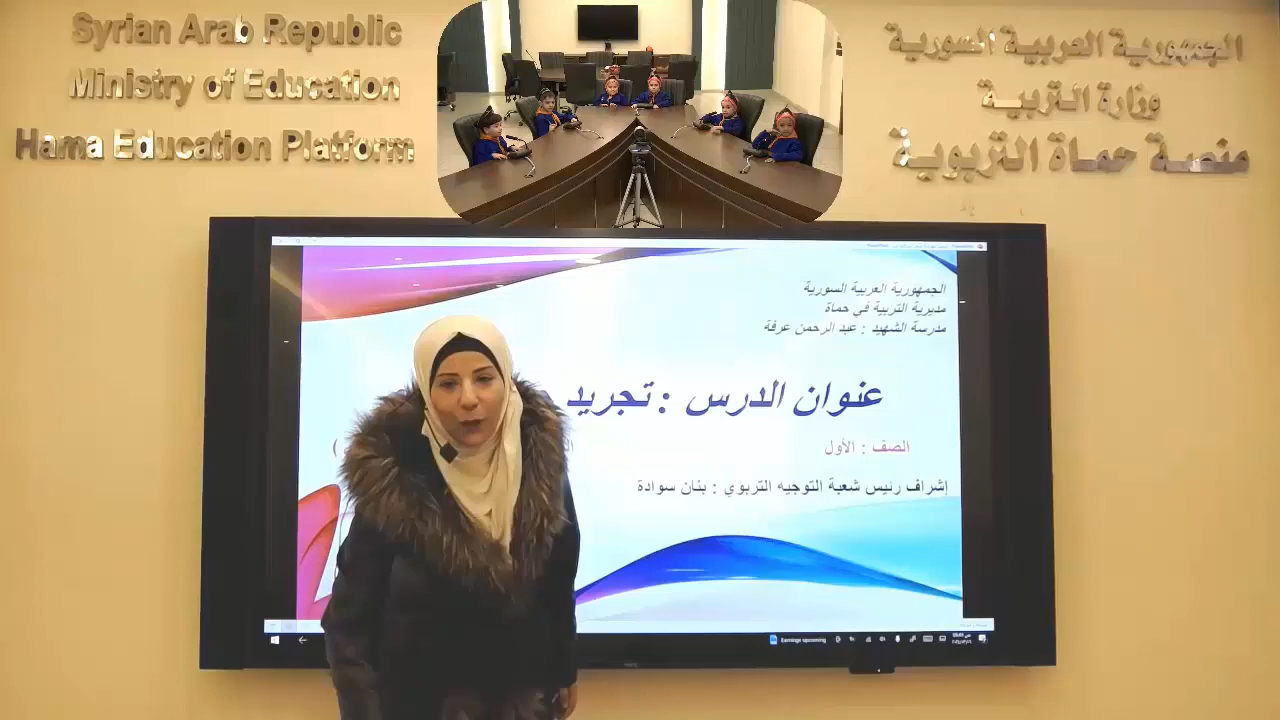 Syrian Arab Republic
Ministry of Education
Hama Education Platform
الجمهورية العربية السورية
وزارة التربية
منصة حماة التربوية
الجمهورية العربية السورية
مديرية التربية في حماة
مدرسة الشهيد : عبد الرحمن عرفة
عنوان الدرس : تجريد
الصف : الأول
إشراف رئيس شعبة التوجيه التربوي : بنان سوادة
Earnings upcoming